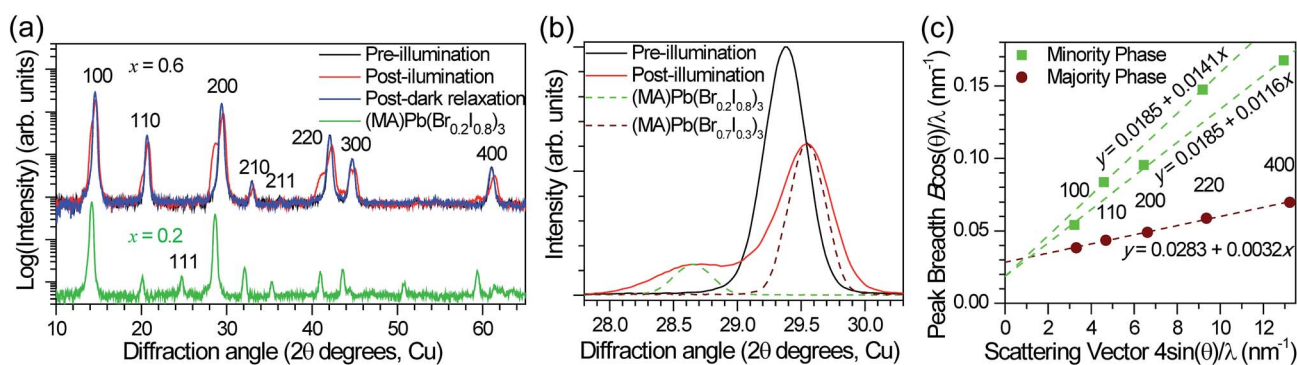 (a)
Log(Intensity) (arb. units)
100
x = 0.6
110
200
210
211
220
300
400
Pre-illumination
Post-ilumination
Post-dark relaxation
(MA)Pb(Br0.2I0.8)3
x = 0.2
111
10 20 30 40 50 60
Diffraction angle (2θ degrees, Cu)
(b)
Intensity (arb. units)
Pre-illumination
Post-illumination
(MA)Pb(Br0.2I0.8)3
(MA)Pb(Br0.7I0.3)3
28.0 28.5 29.0 29.5 30.0
Diffraction angle (2θ degrees, Cu)
(c)
Peak Breadth Bcos(θ)/λ (nm-1)
0.15
0.10
0.05
0.00
Minority Phase
Majority Phase
y = 0.0185 + 0.0141x
y = 0.0185 + 0.0116x
100
110
200
220
400
y = 0.0283 + 0.0032x
0 2 4 6 8 10 12
Scattering Vector 4sin(θ)/λ (nm-1)